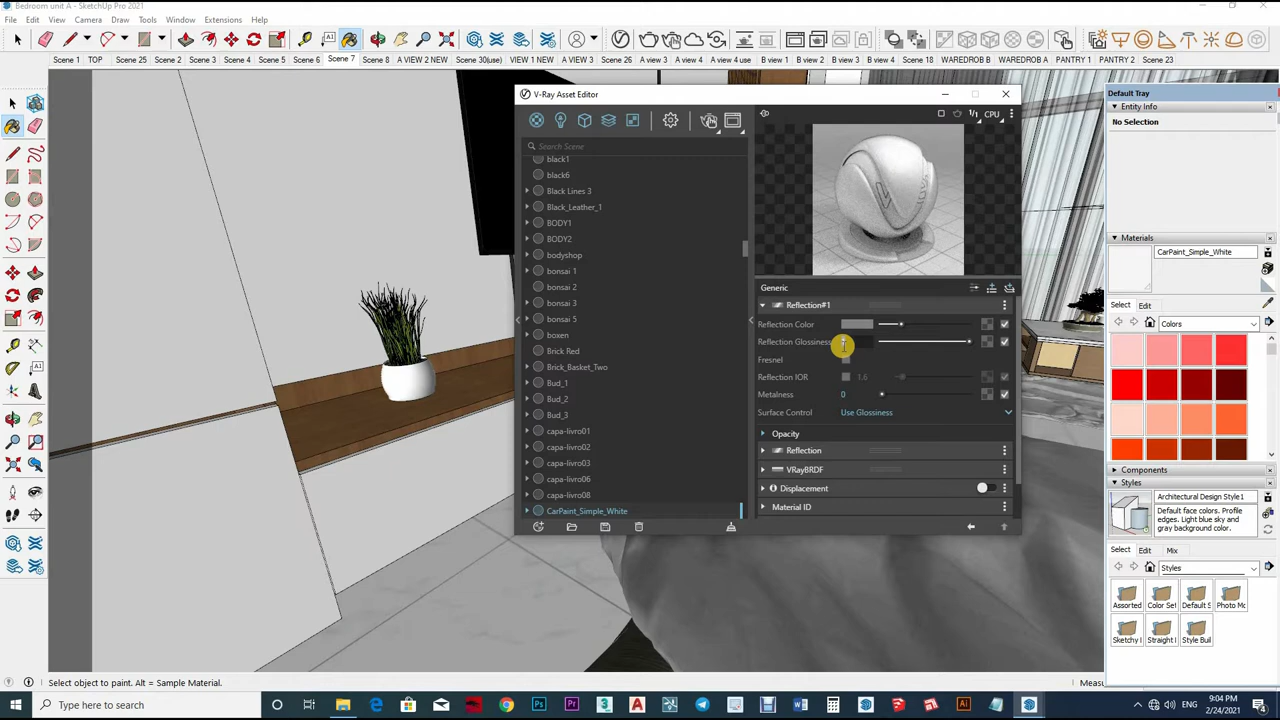 Bedroom unit A - SketchUp Pro 2021
File Edit View Camera Draw Tools Window Extensions Help
Scene 1 TOP Scene 25 Scene 2 Scene 3 Scene 4 Scene 5 Scene 6 Scene 7 Scene 8 A VIEW 2 NEW Scene 30(use) VIEW 1 NEW A VIEW 3 Scene 26 A view 3 A view 4 A view 4 use B view 1 B View 2 B view 3 B view 4 Scene 18 WAREDROB A WAREDROB B PANTRY 1 PANTRY 2 Scene 23
V-Ray Asset Editor
1/1 CPU
Search Scene
black1
black6
Black Lines 3
Black_Leather_1
BODY1
BODY2
bodyshop
bonsai 1
bonsai 2
bonsai 3
bonsai 5
boxen
Brick Red
Brick_Basket_Two
Bud_1
Bud_2
Bud_3
capa-livro01
capa-livro02
capa-livro03
capa-livro06
capa-livro08
CarPaint_Simple_White
Generic
Reflection#1
Reflection Color
Reflection Glossiness
Fresnel
Reflection IOR 1.6
Metalness 0
Surface Control Use Glossiness
Opacity
Reflection
VRayBRDF
Displacement
Material ID
Default Tray
Entity Info
No Selection
Materials
CarPaint_Simple_White
Select Edit
Colors
Components
Styles
Architectural Design Style1
Default face colors. Profile
edges. Light blue sky and
gray background color.
Select Edit Mix
Styles
Assorted Color Se Default S Photo Mo
Sketchy Straight Style Buil
Select object to paint. Alt = Sample Material.
Measu
Type here to search
ENG
9:04 PM
2/24/2021